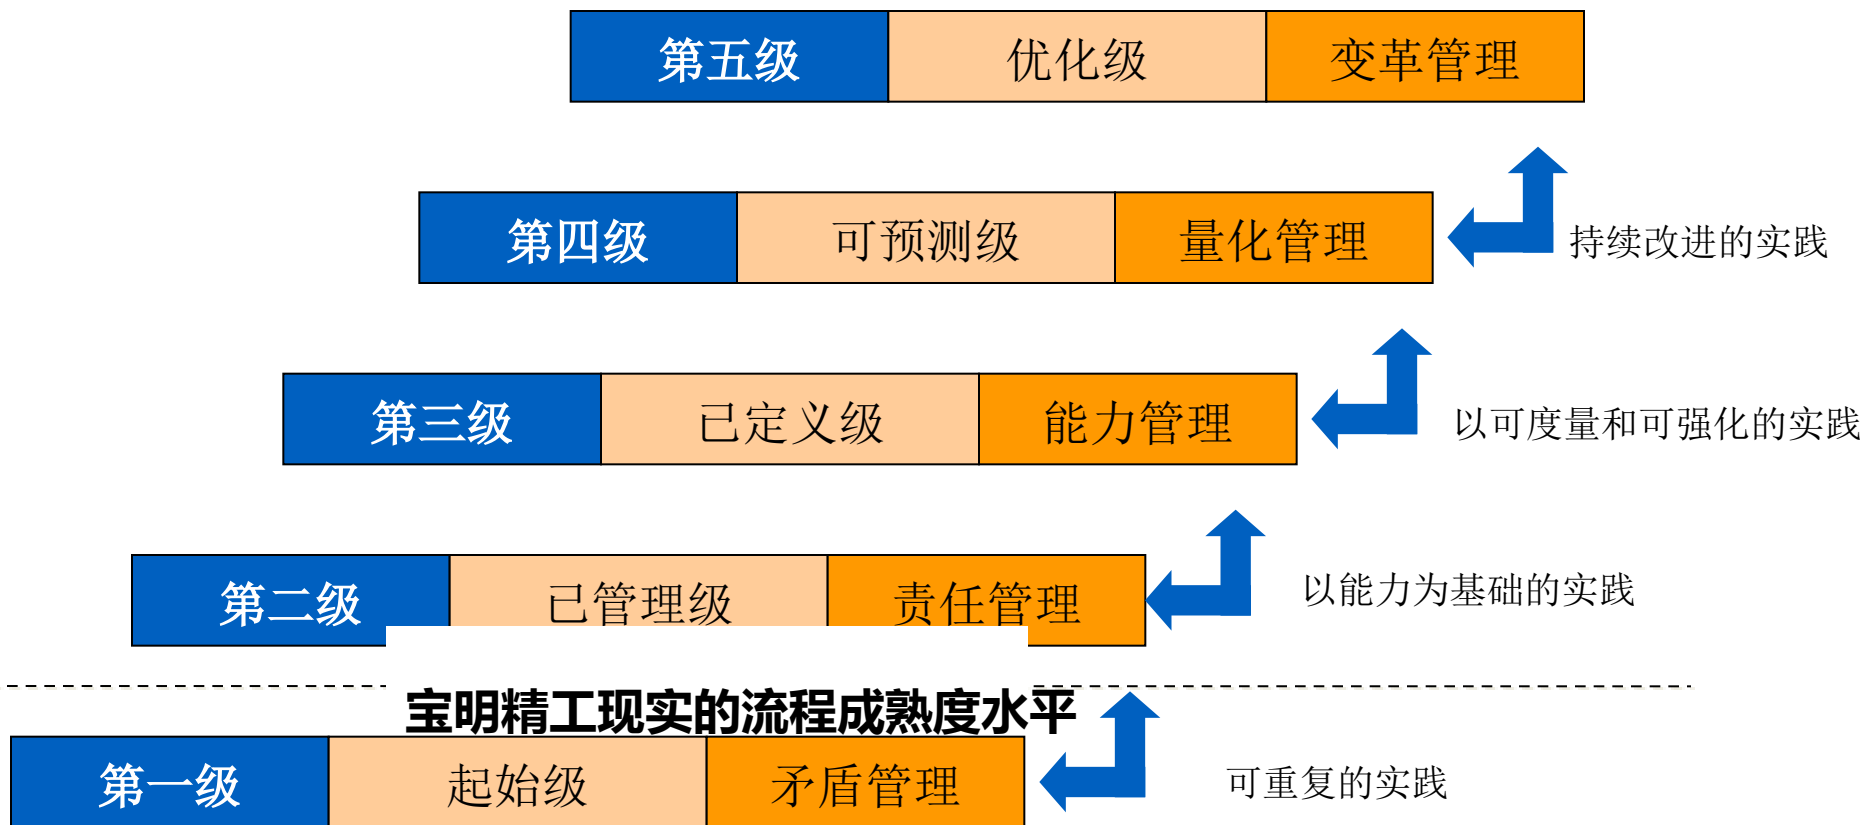 第五级 优化级 变革管理
第四级 可预测级 量化管理
持续改进的实践
第三级 已定义级 能力管理
以可度量和可强化的实践
第二级 已管理级 责任管理
以能力为基础的实践
宝明精工现实的流程成熟度水平
第一级 起始级 矛盾管理
可重复的实践